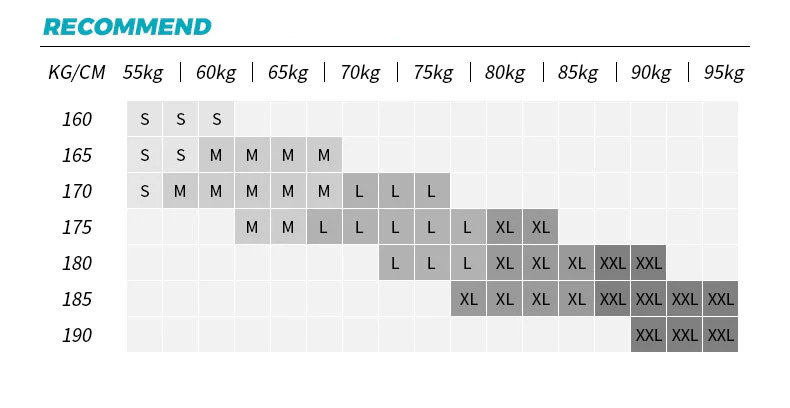 RECOMMEND
KG/CM 55kg | 60kg | 65kg | 70kg | 75kg | 80kg | 85kg | 90kg | 95kg
160 S S S
165 S S M M M M
170 S M M M M M L L L
175 M M L L L L L XL XL
180 L L L XL XL XL XXL XXL
185 XL XL XL XL XXL XXL XXL XXL
190 XXL XXL XXL